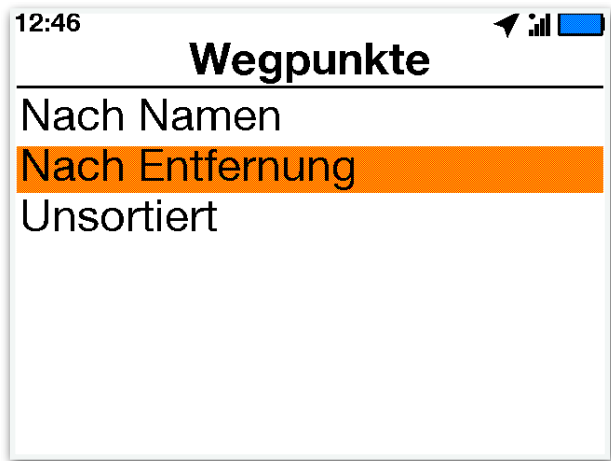 12:46
Wegpunkte
Nach Namen
Nach Entfernung
Unsortiert